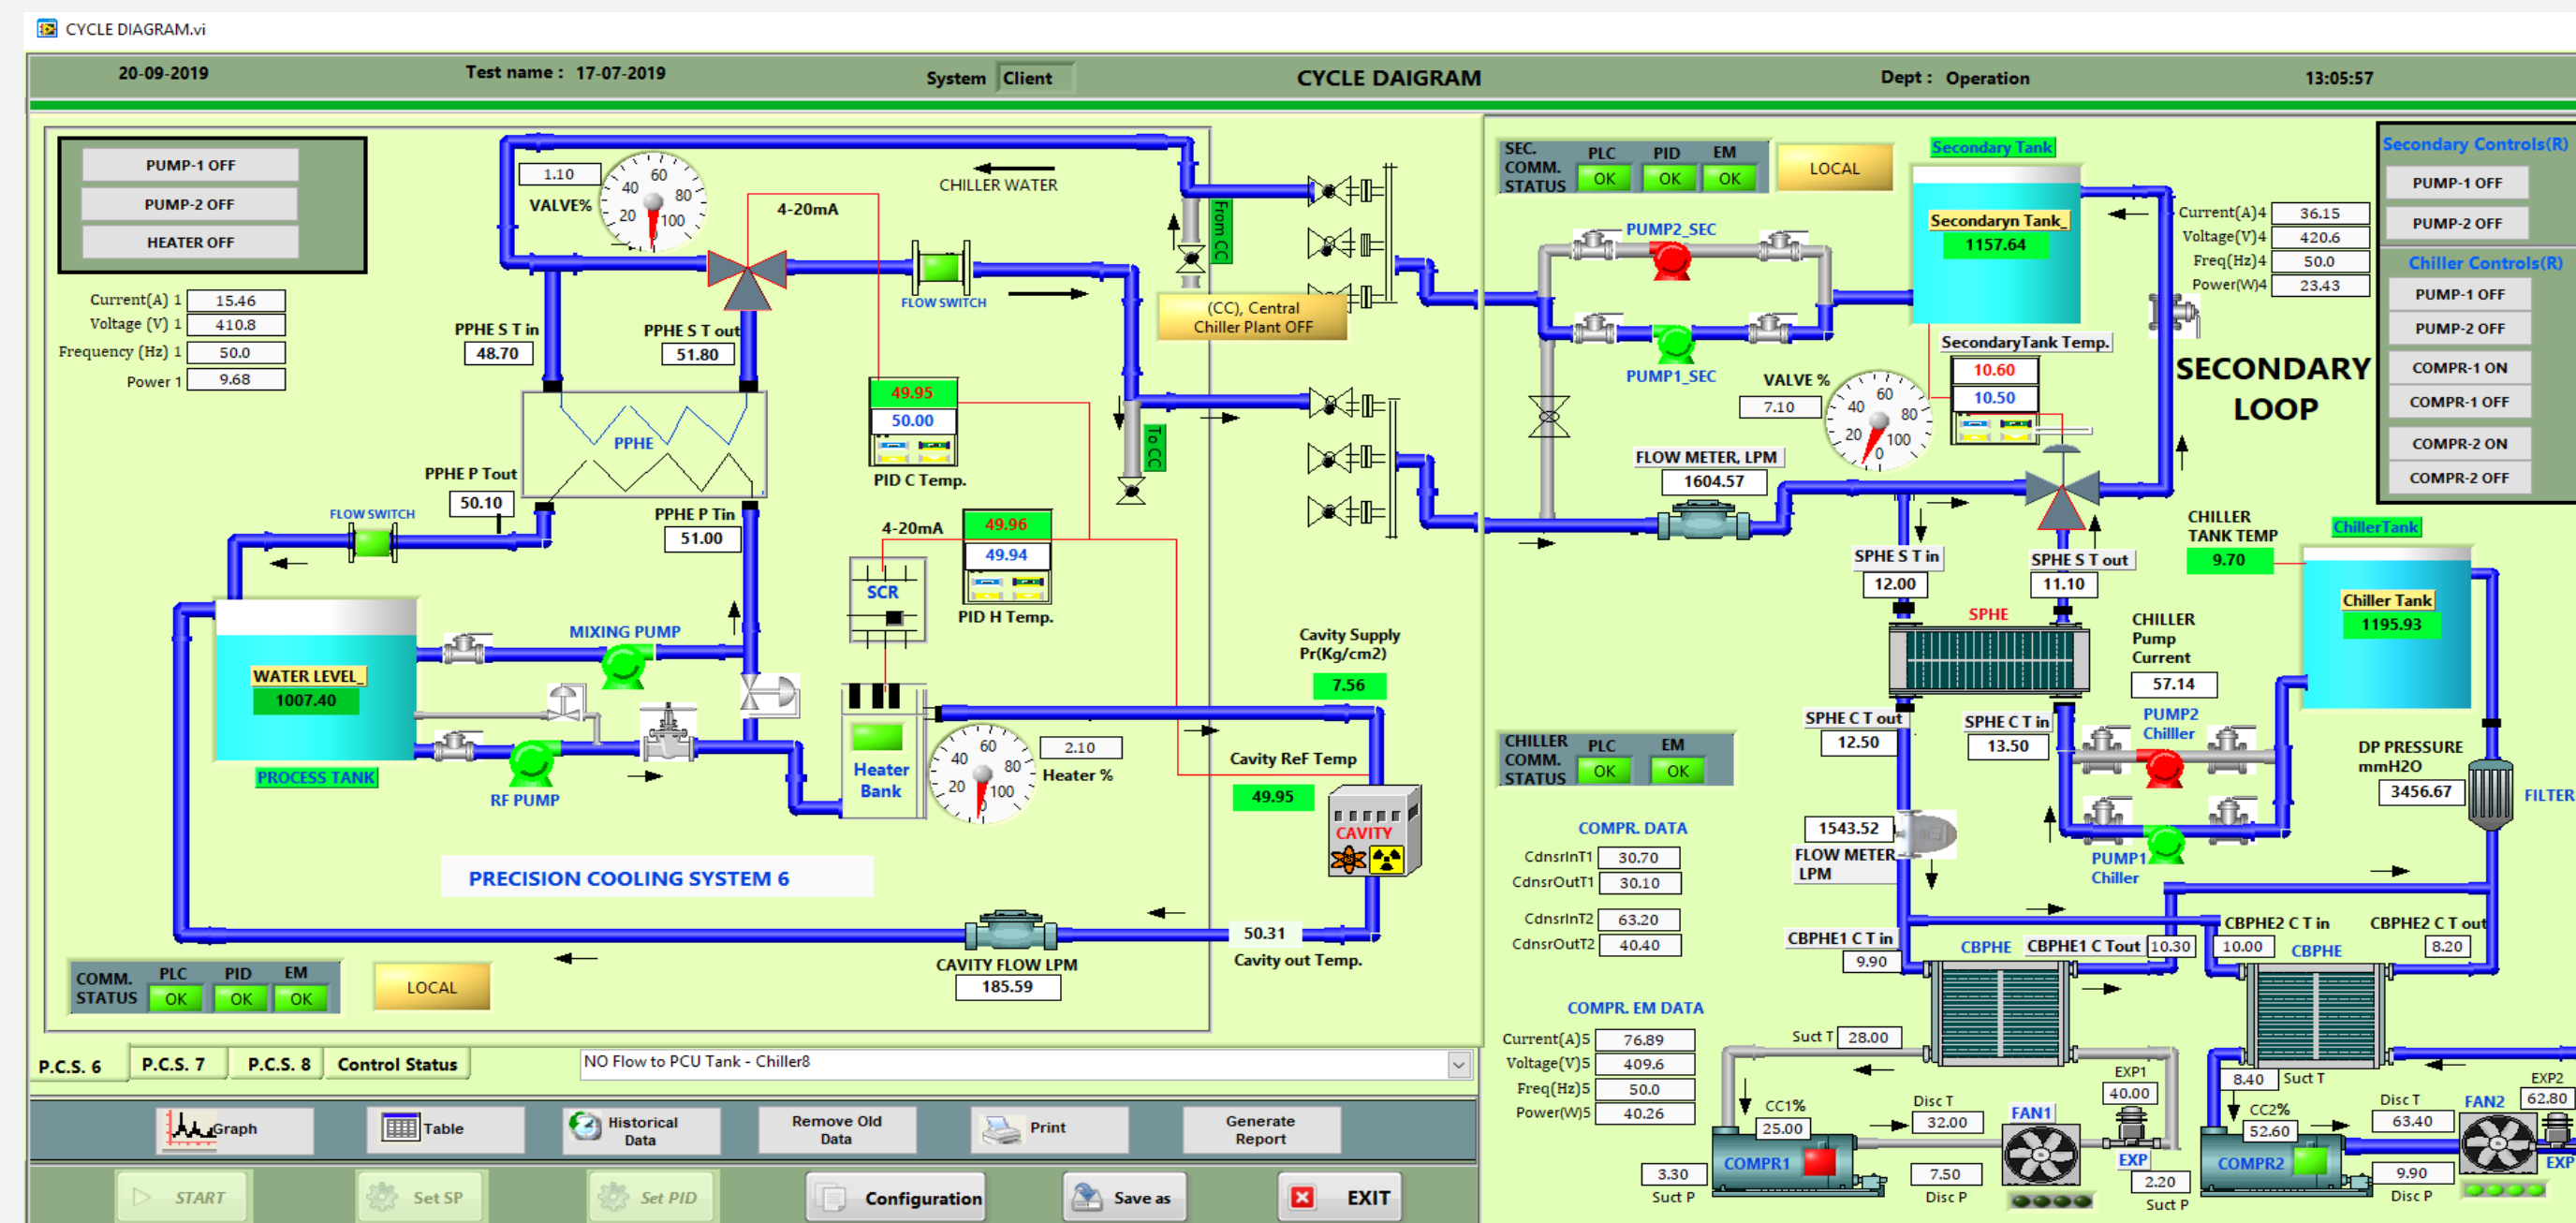 CYCLE DIAGRAM.vi
20-09-2019
Test name : 17-07-2019
System Client
CYCLE DAIGRAM
Dept : Operation
13:05:57
PUMP-1 OFF
PUMP-2 OFF
HEATER OFF
Current(A) 1 15.46
Voltage (V) 1 410.8
Frequency (Hz) 1 50.0
Power 1 9.68
1.10
VALVE%
0 20 40 60 80 100
4-20mA
CHILLER WATER
From CC
FLOW SWITCH
(CC), Central
Chiller Plant OFF
PPHE S T in
48.70
PPHE S T out
51.80
PPHE
PPHE P Tout
50.10
PPHE P Tin
51.00
FLOW SWITCH
49.95
50.00
PID C Temp.
To CC
4-20mA
49.96
49.94
PID H Temp.
SCR
MIXING PUMP
WATER LEVEL_
1007.40
PROCESS TANK
RF PUMP
Heater
Bank
0 20 40 60 80 100
2.10
Heater %
Cavity Supply
Pr(Kg/cm2)
7.56
Cavity ReF Temp
49.95
CAVITY
PRECISION COOLING SYSTEM 6
50.31
Cavity out Temp.
CAVITY FLOW LPM
185.59
COMM.
STATUS
PLC PID EM
OK OK OK
LOCAL
P.C.S. 6 P.C.S. 7 P.C.S. 8 Control Status
NO Flow to PCU Tank - Chiller8
Graph
Table
Historical
Data
Remove Old
Data
Print
Generate
Report
START
Set SP
Set PID
Configuration
Save as
EXIT
SEC.
COMM.
STATUS
PLC PID EM
OK OK OK
LOCAL
Secondary Tank
Secondaryn Tank_
1157.64
PUMP2_SEC
PUMP1_SEC
Current(A)4 36.15
Voltage(V)4 420.6
Freq(Hz)4 50.0
Power(W)4 23.43
Secondary Controls(R)
PUMP-1 OFF
PUMP-2 OFF
Chiller Controls(R)
PUMP-1 OFF
PUMP-2 OFF
COMPR-1 ON
COMPR-1 OFF
COMPR-2 ON
COMPR-2 OFF
SecondaryTank Temp.
10.60
10.50
VALVE %
7.10
0 20 40 60 80 100
SECONDARY
LOOP
FLOW METER, LPM
1604.57
SPHE S T in
12.00
SPHE S T out
11.10
CHILLER
TANK TEMP
9.70
ChillerTank
Chiller Tank
1195.93
SPHE
CHILLER
Pump
Current
57.14
SPHE C T out
12.50
SPHE C T in
13.50
PUMP2
Chilller
PUMP1
Chiller
DP PRESSURE
mmH2O
3456.67
FILTER
CHILLER
COMM.
STATUS
PLC EM
OK OK
1543.52
FLOW METER
LPM
COMPR. DATA
CdnsrInT1 30.70
CdnsrOutT1 30.10
CdnsrInT2 63.20
CdnsrOutT2 40.40
CBPHE1 C T in
9.90
CBPHE
CBPHE1 C Tout 10.30
CBPHE2 C T in
10.00
CBPHE
CBPHE2 C T out
8.20
COMPR. EM DATA
Current(A)5 76.89
Voltage(V)5 409.6
Freq(Hz)5 50.0
Power(W)5 40.26
Suct T 28.00
CC1%
25.00
Disc T
32.00
FAN1
EXP1
40.00
EXP
COMPR1
3.30
Suct P
7.50
Disc P
2.20
Suct P
8.40 Suct T
CC2%
52.60
Disc T
63.40
FAN2
EXP2
62.80
EXP
COMPR2
9.90
Disc P